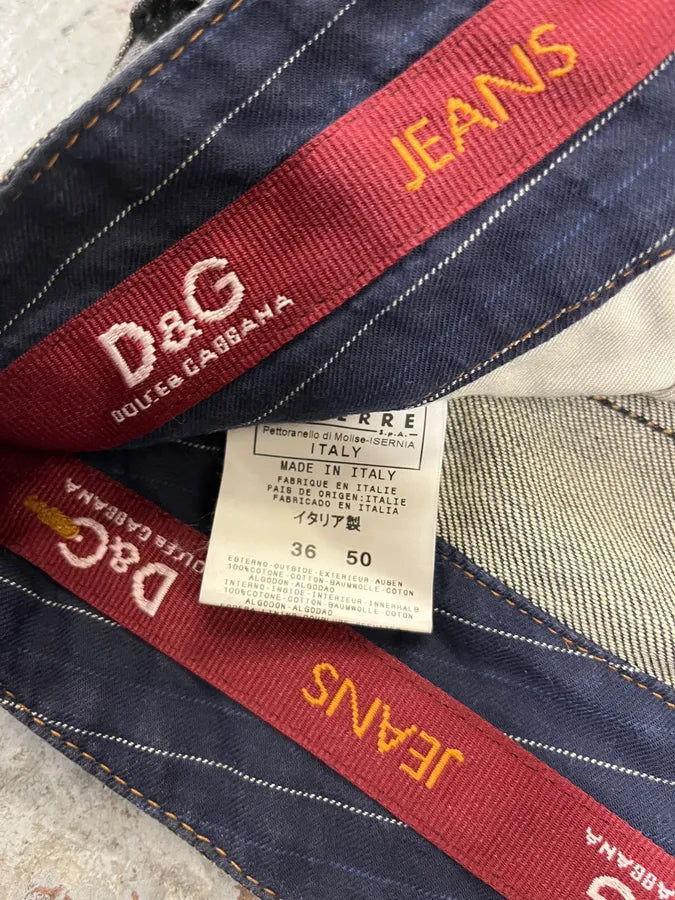 JEANS
D&G
DOLCE & GABBANA
ERRE
S.p.A.
Pettoranello di Molise-ISERNIA
ITALY
MADE IN ITALY
FABRIQUE EN ITALIE
PAIS DE ORIGEN:ITALIE
FABRICADO EN ITALIA
イタリア製
36 50
ESTERNO-OUTSIDE-EXTERIEUR-AUBEN
100%COTONE-COTTON-BAUMWOLLE-COTON
ALGODON-ALGODAO
INTERNO-INSIDE-INTERIEUR-INNERHALB
100%COTONE-COTTON-BAUMWOLLE-COTON
ALGODON-ALGODAO
D&G
DOLCE & GABBANA
JEANS
GABBANA